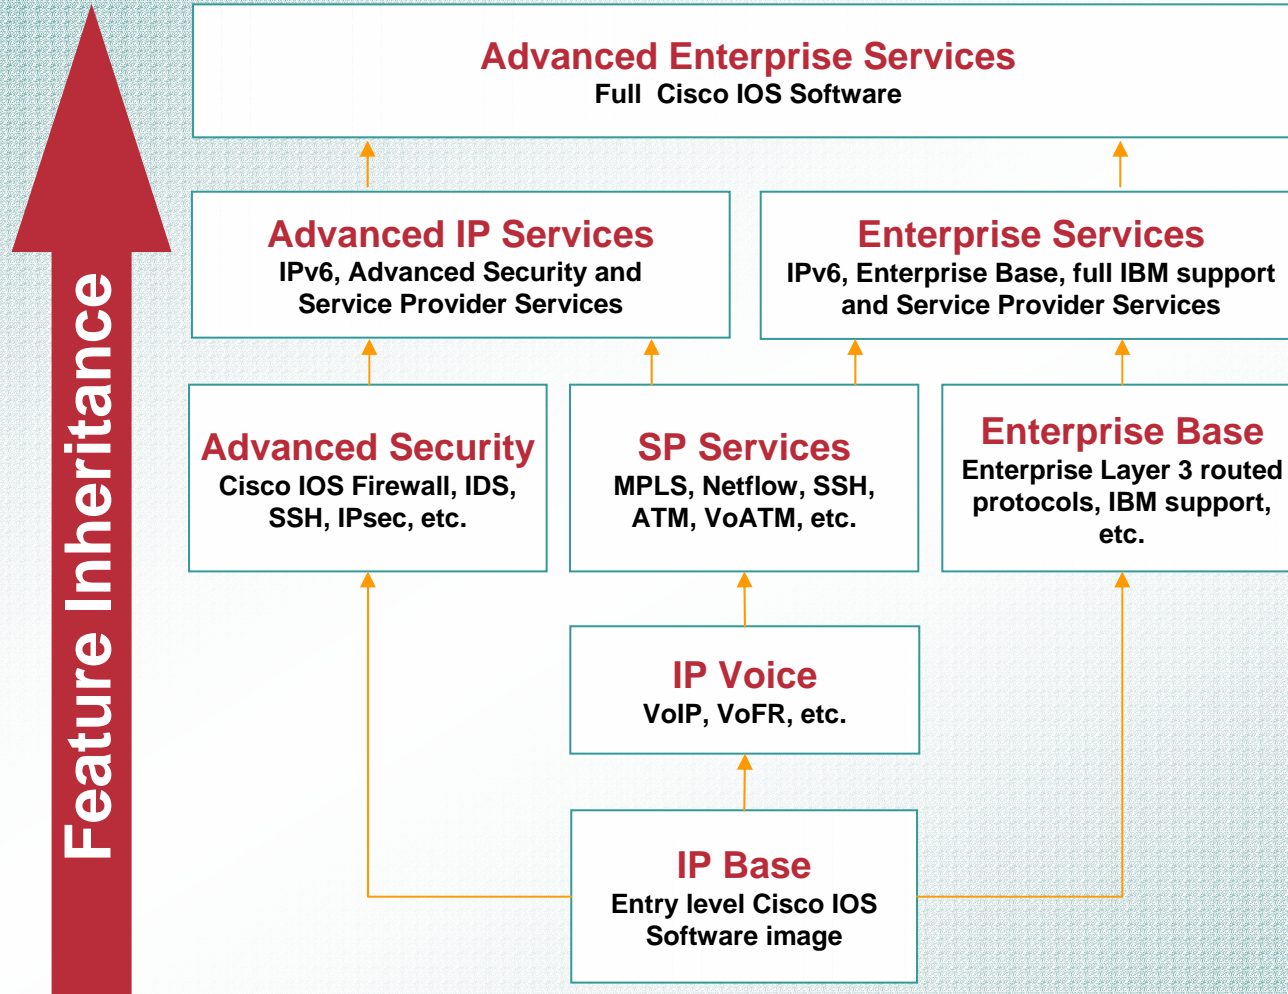 Advanced Enterprise Services
Full Cisco IOS Software
Advanced IP Services
IPv6, Advanced Security and
Service Provider Services
Enterprise Services
IPv6, Enterprise Base, full IBM support
and Service Provider Services
Advanced Security
Cisco IOS Firewall, IDS,
SSH, IPsec, etc.
SP Services
MPLS, Netflow, SSH,
ATM, VoATM, etc.
Enterprise Base
Enterprise Layer 3 routed
protocols, IBM support,
etc.
IP Voice
VoIP, VoFR, etc.
IP Base
Entry level Cisco IOS
Software image
Feature Inheritance